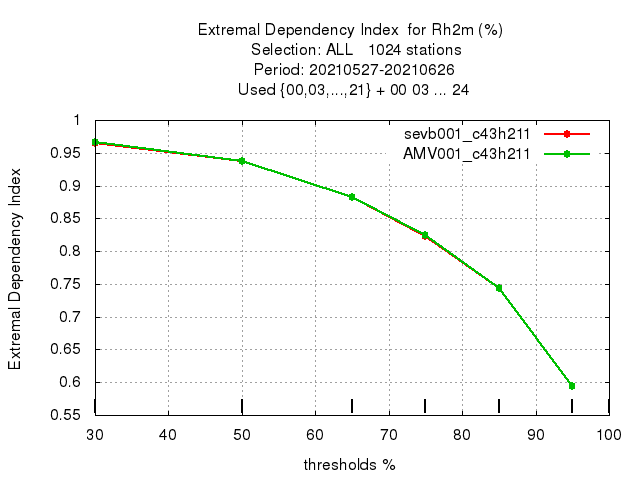 Extremal Dependency Index  for Rh2m (%)
Selection: ALL   1024 stations
Period: 20210527-20210626
Used {00,03,...,21} + 00 03 ... 24
sevb001_c43h211
AMV001_c43h211
Extremal Dependency Index
1
0.95
0.9
0.85
0.8
0.75
0.7
0.65
0.6
0.55
30 40 50 60 70 80 90 100
thresholds %